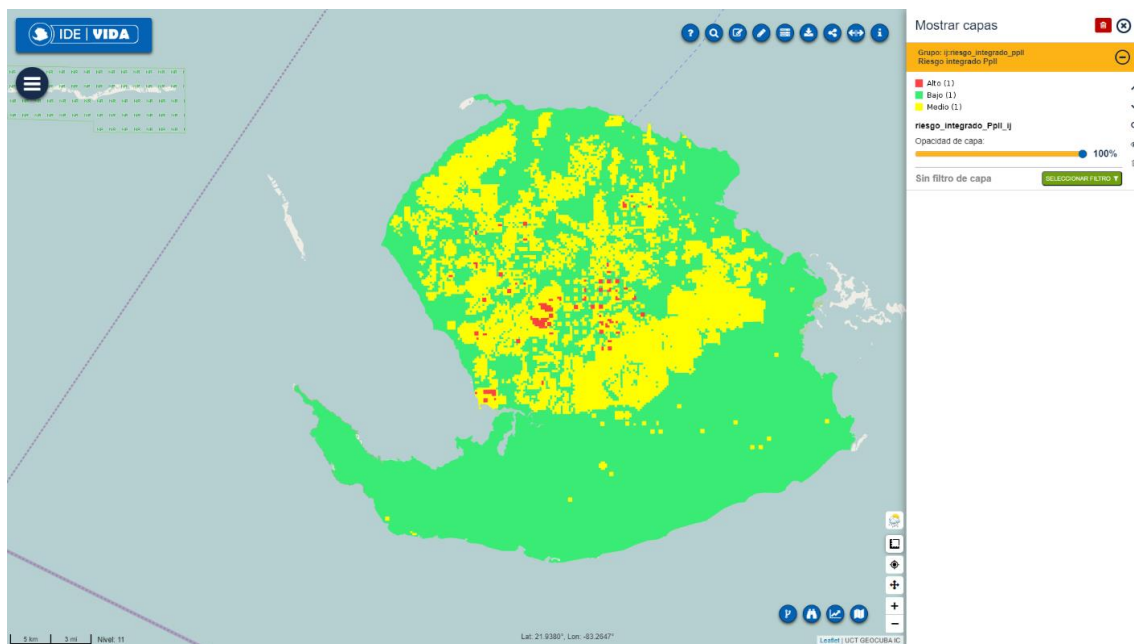 IDE | VIDA
Mostrar capas
Grupo: ij:riesgo_integrado_ppll
Riesgo integrado Ppll
Alto (1)
Bajo (1)
Medio (1)
riesgo_integrado_Ppll_ij
Opacidad de capa:
100%
Sin filtro de capa
SELECCIONAR FILTRO
5 km
3 mi
Nivel: 11
Lat: 21.9380°, Lon: -83.2647°
Leaflet | UCT GEOCUBA IC